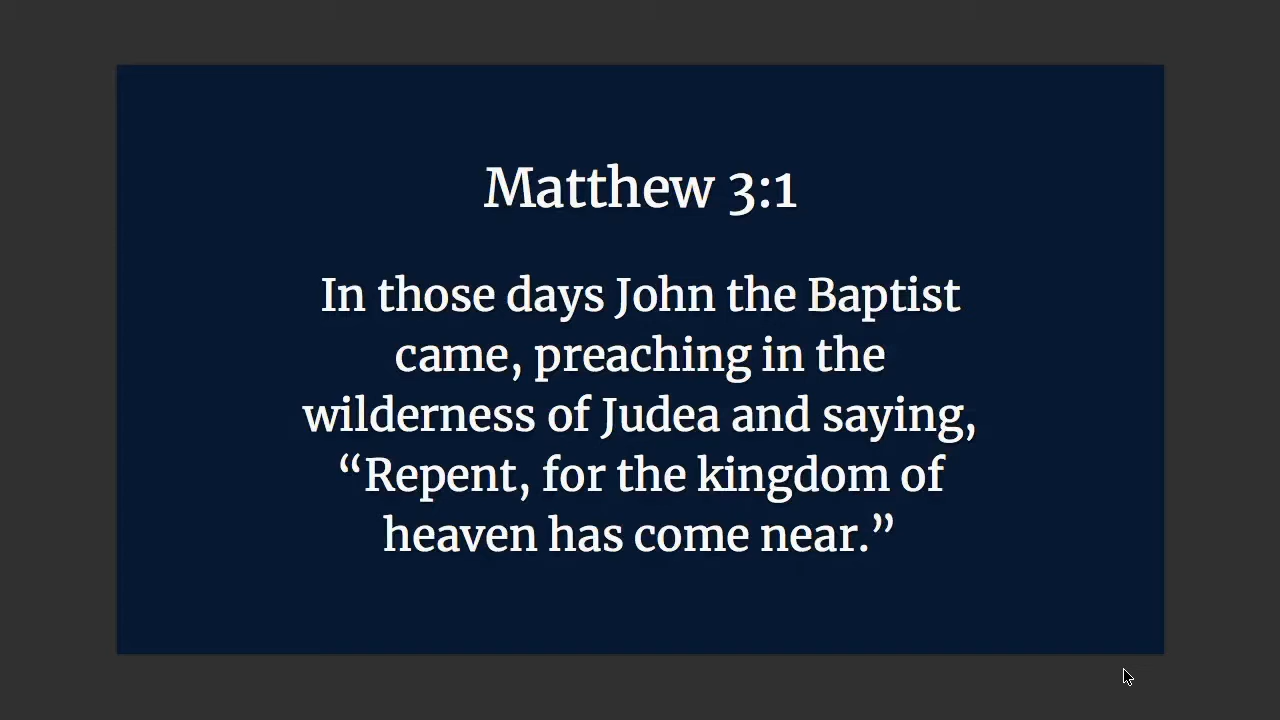 Matthew 3:1
In those days John the Baptist
came, preaching in the
wilderness of Judea and saying,
“Repent, for the kingdom of
heaven has come near.”